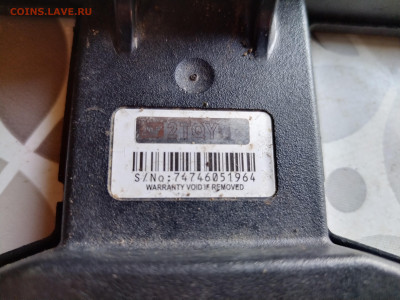 COINS.LAVE.RU
S/No:74746051964
WARRANTY VOID IF REMOVED